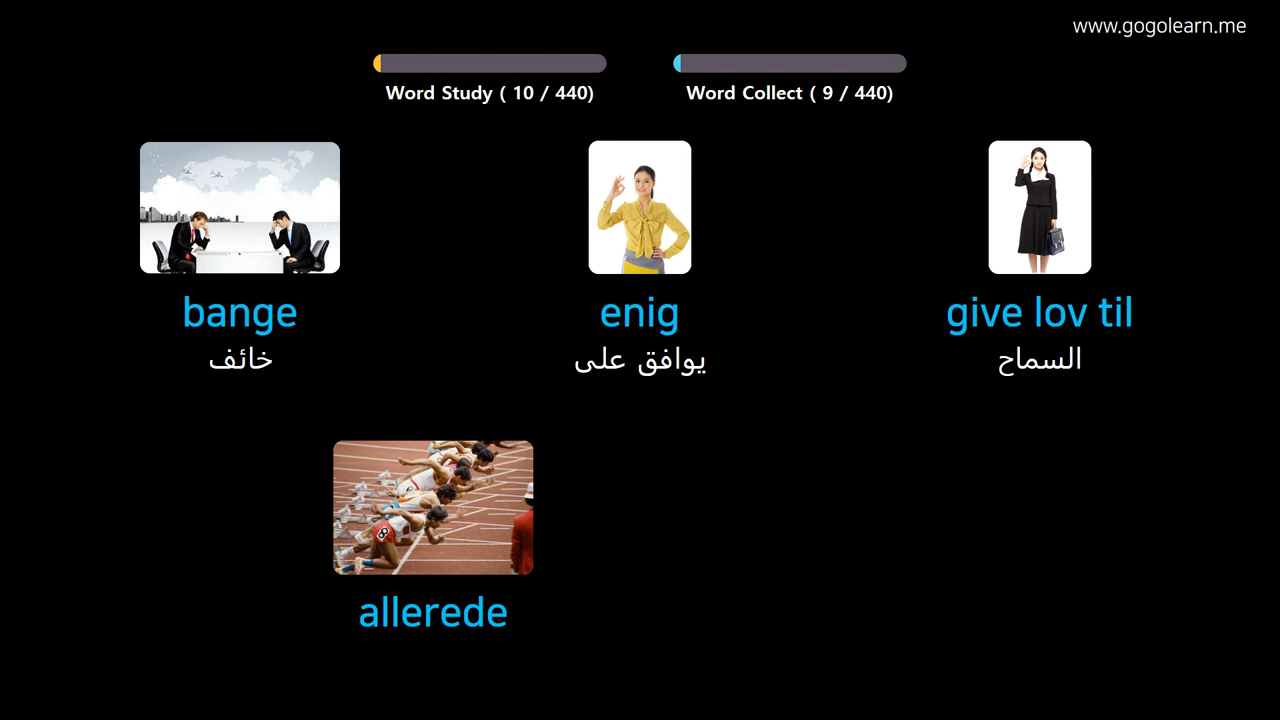 www.gogolearn.me
Word Study ( 10 / 440)
Word Collect ( 9 / 440)
bange
خائف
enig
يوافق على
give lov til
السماح
allerede